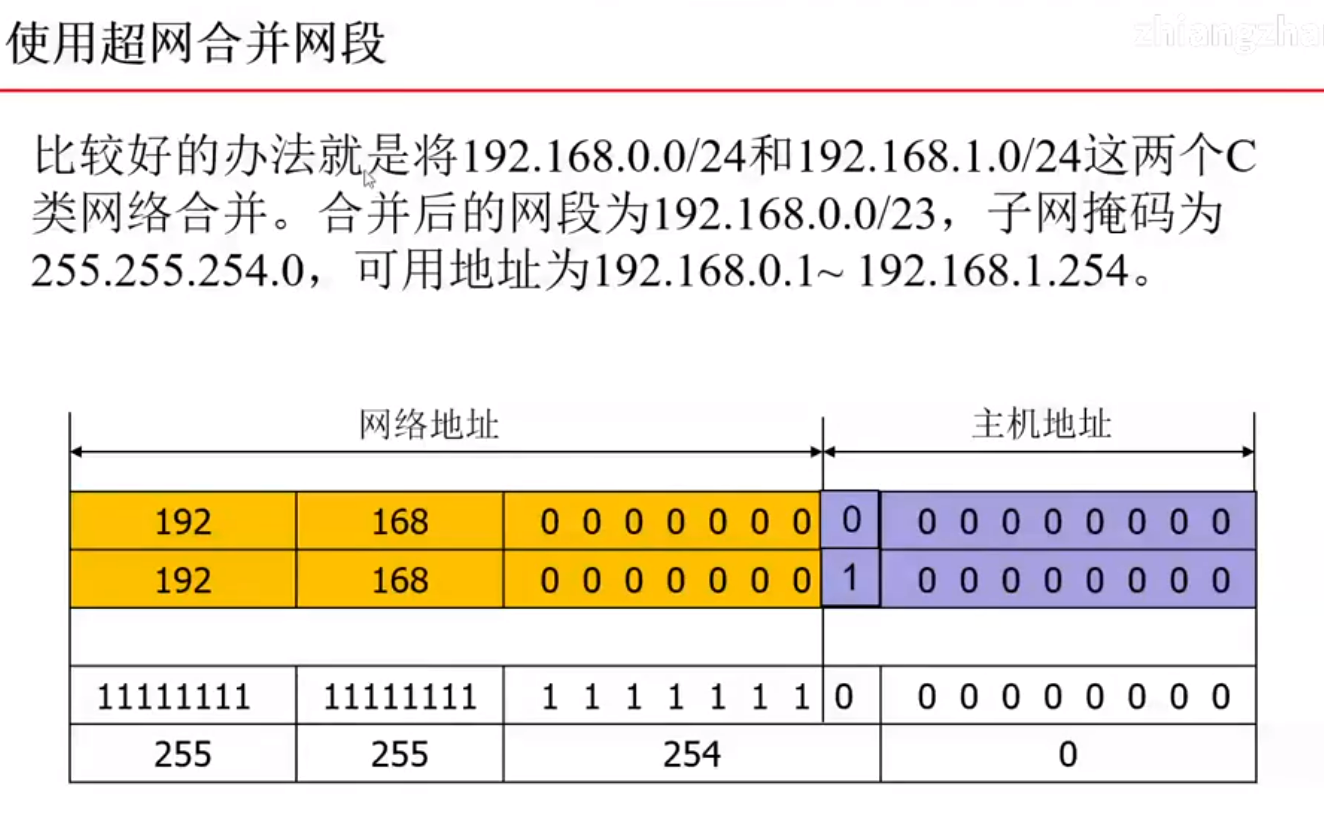 使用超网合并网段
比较好的办法就是将192.168.0.0/24和192.168.1.0/24这两个C
类网络合并。合并后的网段为192.168.0.0/23，子网掩码为
255.255.254.0，可用地址为192.168.0.1~ 192.168.1.254。
网络地址 主机地址
192 168 0 0 0 0 0 0 0 0 0 0 0 0 0 0 0 0
192 168 0 0 0 0 0 0 0 1 0 0 0 0 0 0 0 0
11111111 11111111 1 1 1 1 1 1 1 0 0 0 0 0 0 0 0 0
255 255 254 0